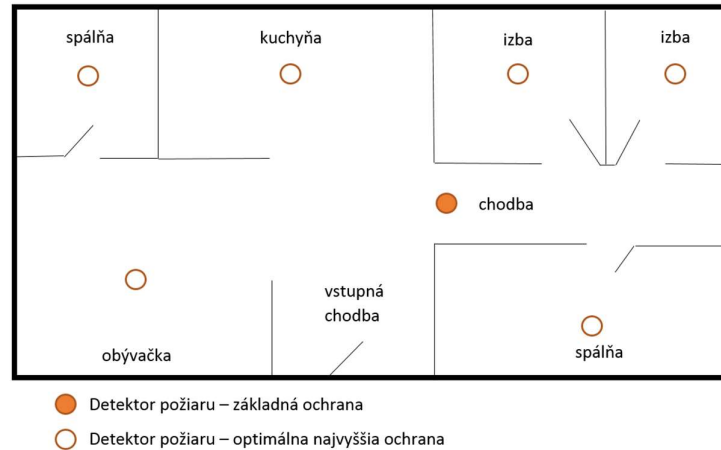 spálňa
kuchyňa
izba
izba
chodba
vstupná
chodba
obývačka
spálňa
Detektor požiaru – základná ochrana
Detektor požiaru – optimálna najvyššia ochrana